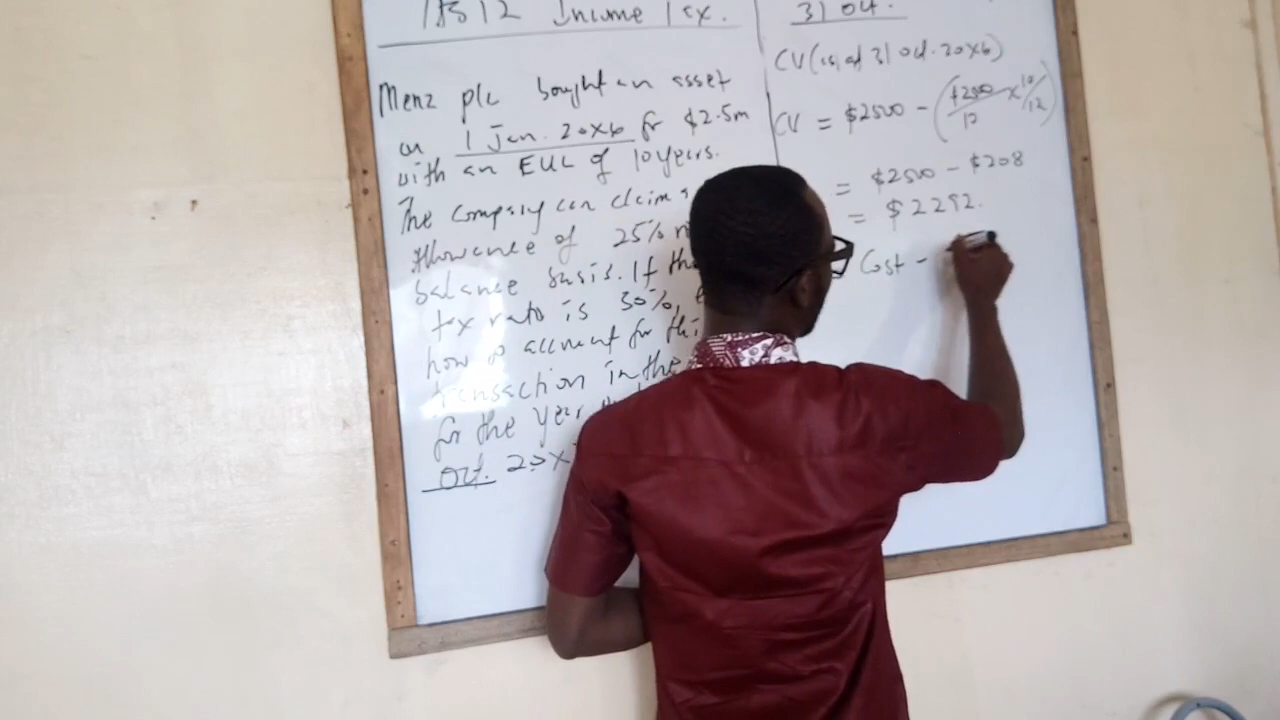 IAS 12 Income Tax.
Menz plc bought an asset
on 1 Jan. 20X6 for $2.5m
with an EUL of 10 years.
The company can claim a
Allowance of 25%
balance basis. If the
tax rate is 30%,
how to account for this
transaction in the
for the year
Oct. 20X
31 Oct.
CV (as at 31 Oct. 20X6)
CV = $2500 - ($2500/10 x 10/12)
= $2500 - $208
= $2292.
Cost -